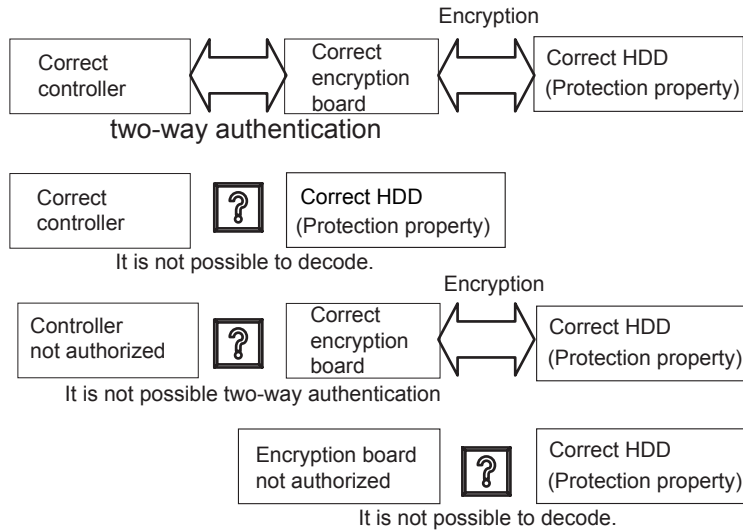 Encryption
Correct
controller
Correct
encryption
board
Correct HDD
(Protection property)
two-way authentication
Correct
controller
?
Correct HDD
(Protection property)
It is not possible to decode.
Encryption
Controller
not authorized
?
Correct
encryption
board
Correct HDD
(Protection property)
It is not possible two-way authentication
Encryption board
not authorized
?
Correct HDD
(Protection property)
It is not possible to decode.